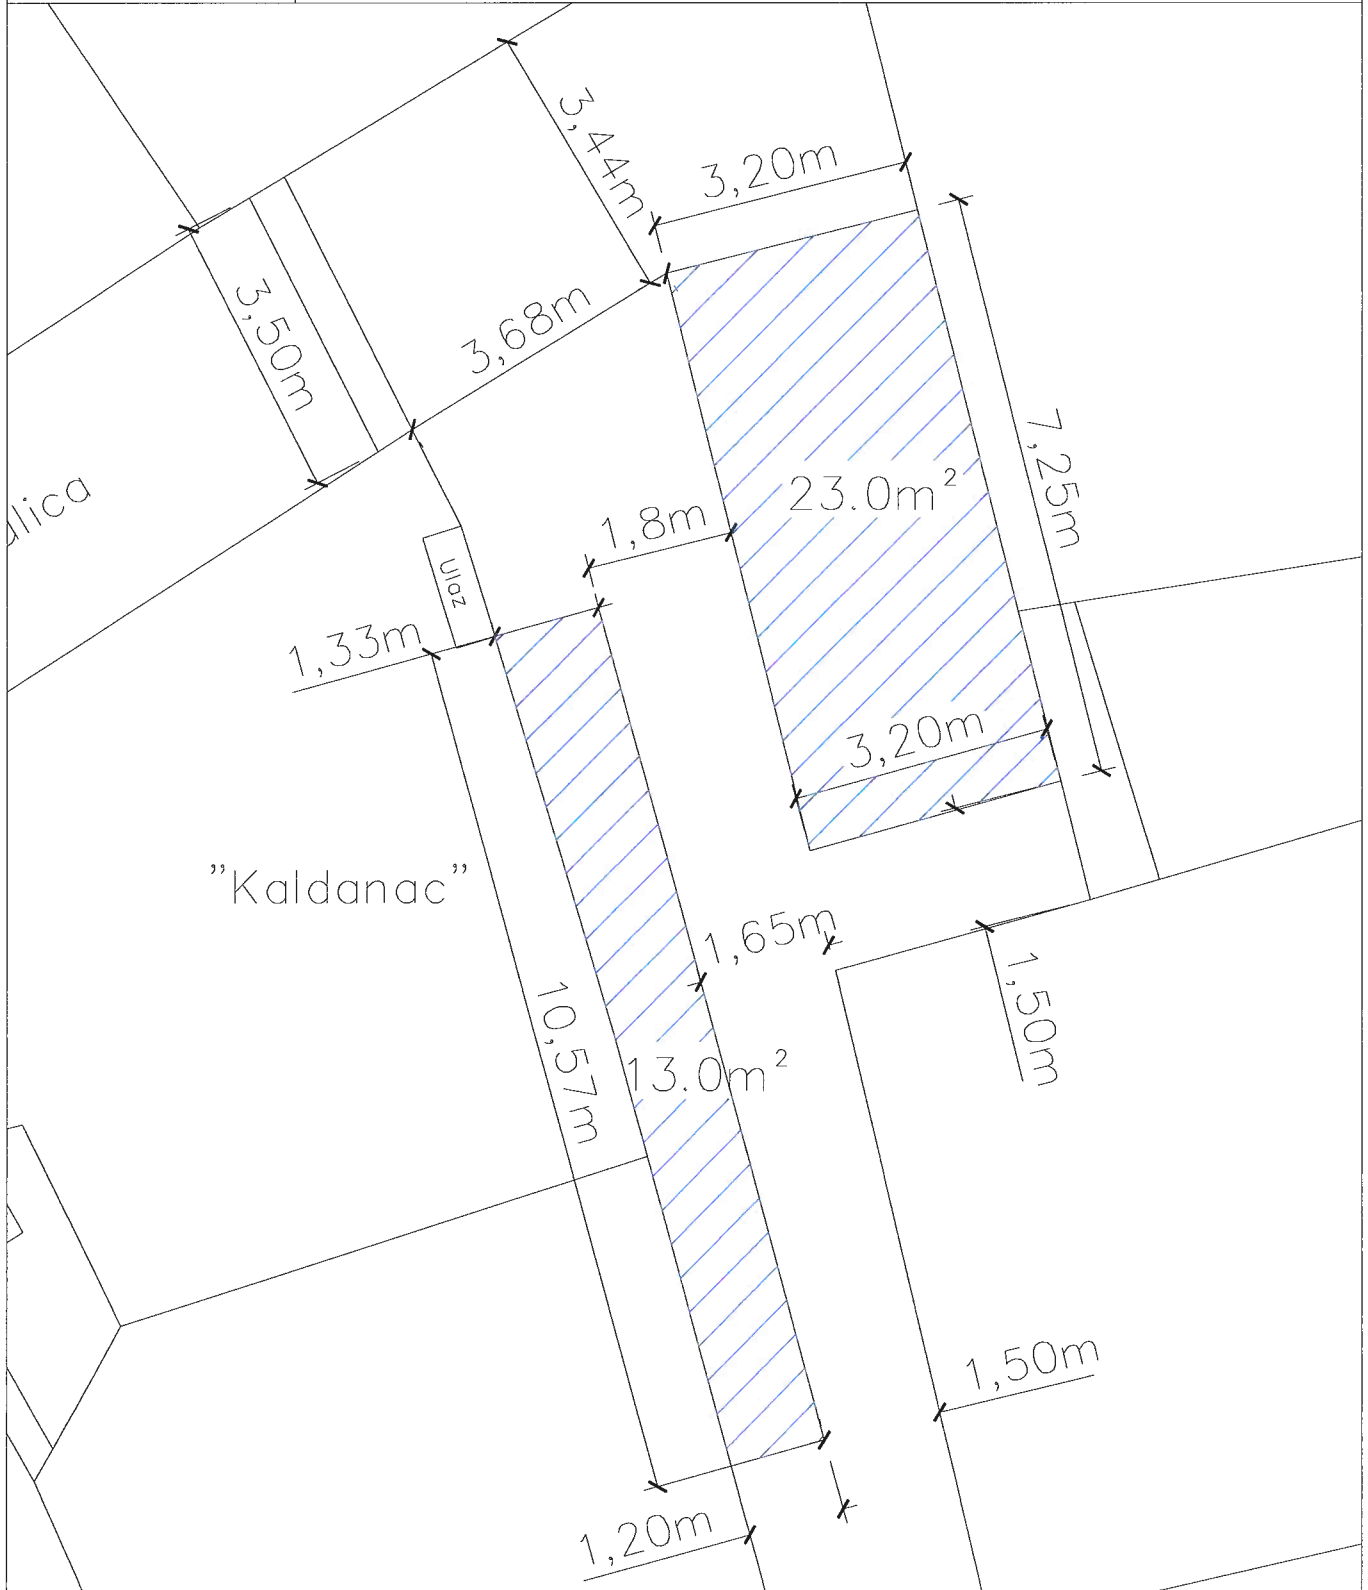 3,44m
3,20m
3,50m
3,68m
7,25m
23.0m²
ulica
1,8m
Ulaz
1,33m
3,20m
"Kaldanac"
1,65m
1,50m
10,57m
13.0m²
1,50m
1,20m